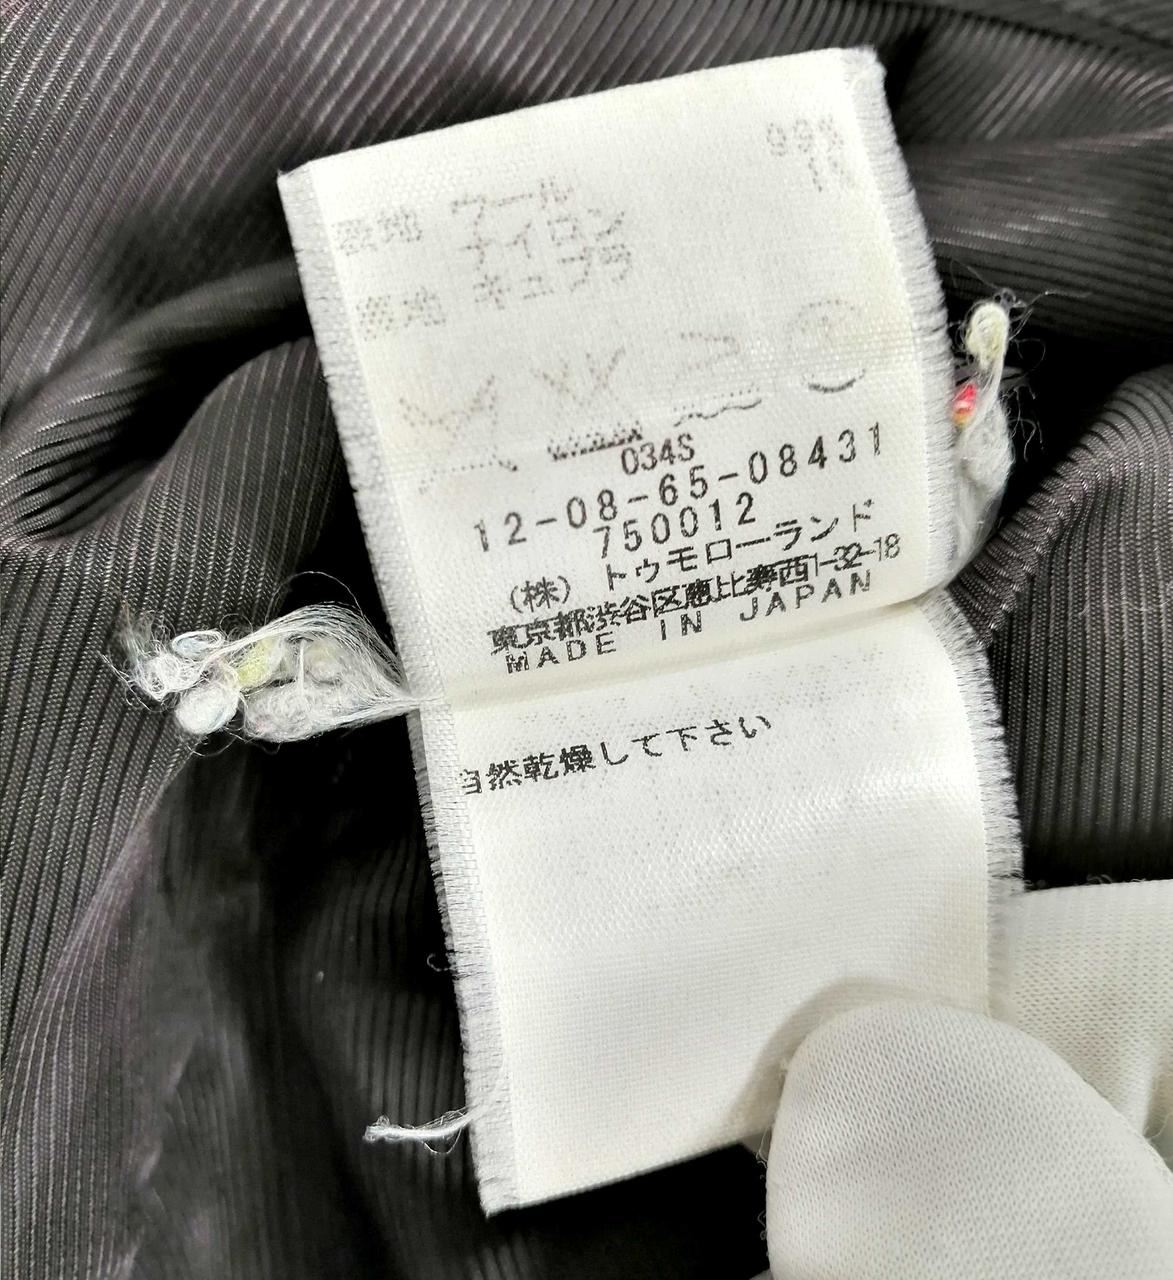 表地 ウール 99%
ナイロン 1%
裏地 キュプラ
034S
12-08-65-08431
750012
(株) トゥモローランド
東京都渋谷区恵比寿西1-32-18
MADE IN JAPAN
自然乾燥して下さい